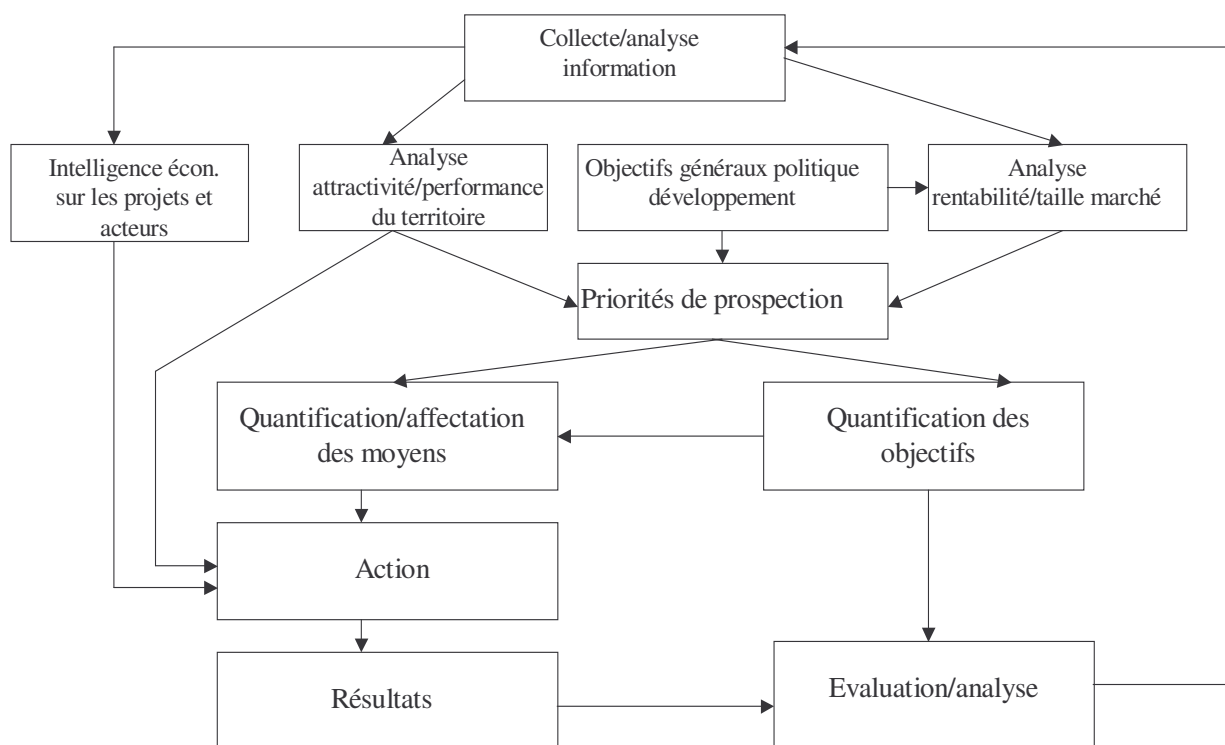 Collecte/analyse
information
Intelligence écon.
sur les projets et
acteurs
Analyse
attractivité/performance
du territoire
Objectifs généraux politique
développement
Analyse
rentabilité/taille marché
Priorités de prospection
Quantification/affectation
des moyens
Quantification des
objectifs
Action
Résultats
Evaluation/analyse